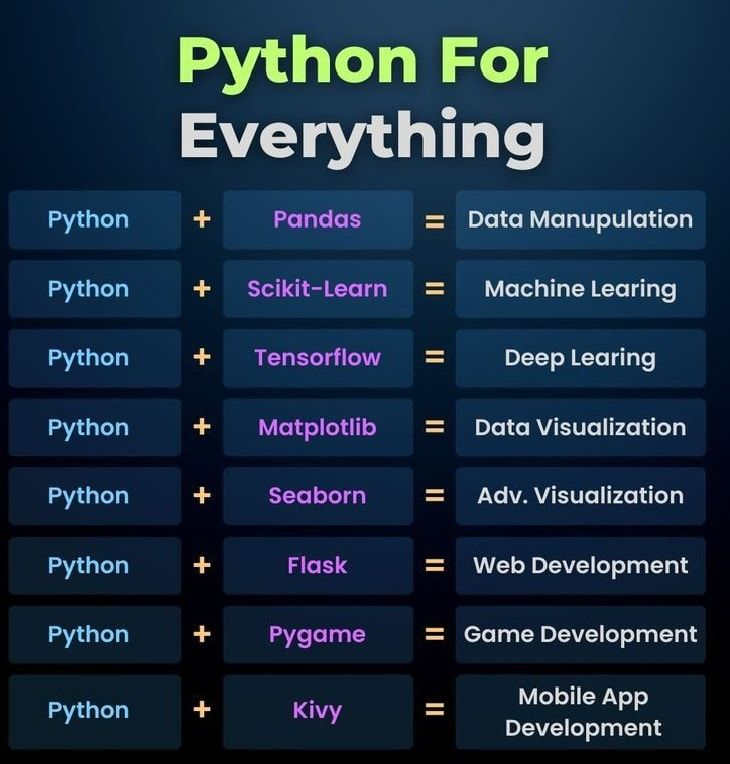 Python For
Everything
Python + Pandas = Data Manupulation
Python + Scikit-Learn = Machine Learing
Python + Tensorflow = Deep Learing
Python + Matplotlib = Data Visualization
Python + Seaborn = Adv. Visualization
Python + Flask = Web Development
Python + Pygame = Game Development
Python + Kivy = Mobile App
Development